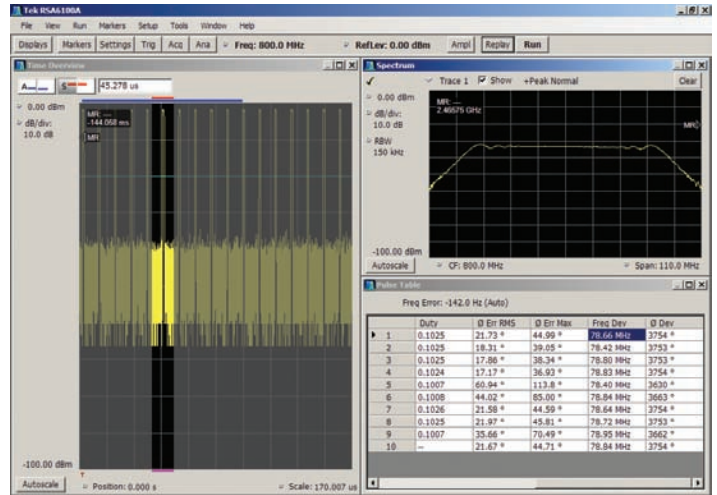 Tek RSA6100A
File View Run Markers Setup Tools Window Help
Displays Markers Settings Trig Acq Ana Freq: 800.0 MHz RefLev: 0.00 dBm Ampl Replay Run
Time Overview
45.278 us
0.00 dBm
dB/div:
10.0 dB
MR: ---
-144.058 ms
MR
-100.00 dBm
Autoscale Position: 0.000 s Scale: 170.007 us
Spectrum
Trace 1 Show +Peak Normal Clear
0.00 dBm
dB/div:
10.0 dB
RBW
150 kHz
MR: ---
2.46575 GHz
MR
-100.00 dBm
Autoscale CF: 800.0 MHz Span: 110.0 MHz
Pulse Table
Freq Error: -142.0 Hz (Auto)
Duty Ø Err RMS Ø Err Max Freq Dev Ø Dev
1 0.1025 21.73 ° 44.99 ° 78.66 MHz 3754 °
2 0.1025 18.31 ° 39.05 ° 78.42 MHz 3753 °
3 0.1025 17.86 ° 38.34 ° 78.80 MHz 3753 °
4 0.1024 17.17 ° 36.93 ° 78.83 MHz 3754 °
5 0.1007 60.94 ° 113.8 ° 78.40 MHz 3630 °
6 0.1008 44.02 ° 85.00 ° 78.84 MHz 3663 °
7 0.1026 21.58 ° 44.59 ° 78.64 MHz 3754 °
8 0.1025 21.97 ° 45.81 ° 78.72 MHz 3753 °
9 0.1007 35.66 ° 70.49 ° 78.95 MHz 3662 °
10 -- 21.67 ° 44.71 ° 78.84 MHz 3754 °